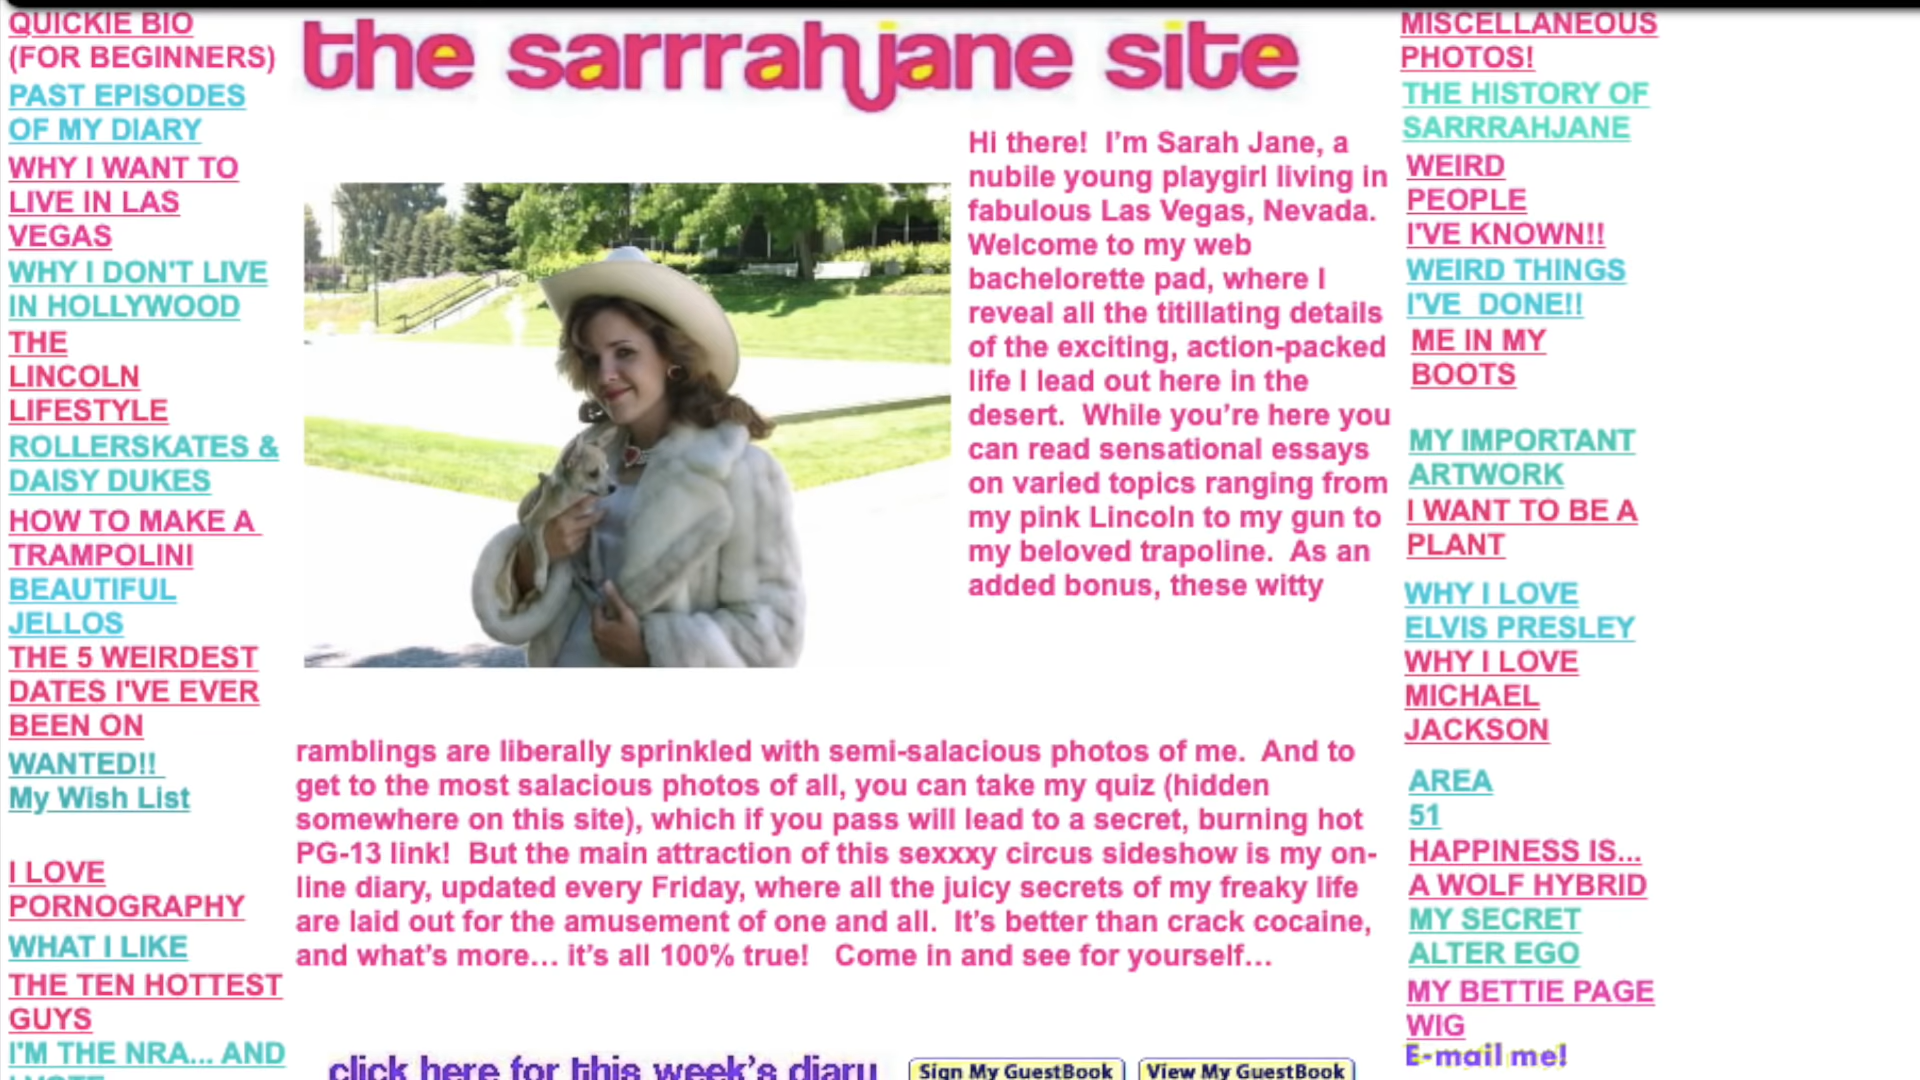 QUICKIE BIO
(FOR BEGINNERS)
PAST EPISODES
OF MY DIARY
WHY I WANT TO
LIVE IN LAS
VEGAS
WHY I DON'T LIVE
IN HOLLYWOOD
THE
LINCOLN
LIFESTYLE
ROLLERSKATES &
DAISY DUKES
HOW TO MAKE A
TRAMPOLINI
BEAUTIFUL
JELLOS
THE 5 WEIRDEST
DATES I'VE EVER
BEEN ON
WANTED!!
My Wish List
I LOVE
PORNOGRAPHY
WHAT I LIKE
THE TEN HOTTEST
GUYS
I'M THE NRA... AND
the sarrrahjane site
Hi there!  I’m Sarah Jane, a
nubile young playgirl living in
fabulous Las Vegas, Nevada.
Welcome to my web
bachelorette pad, where I
reveal all the titillating details
of the exciting, action-packed
life I lead out here in the
desert.  While you’re here you
can read sensational essays
on varied topics ranging from
my pink Lincoln to my gun to
my beloved trapoline.  As an
added bonus, these witty
ramblings are liberally sprinkled with semi-salacious photos of me.  And to
get to the most salacious photos of all, you can take my quiz (hidden
somewhere on this site), which if you pass will lead to a secret, burning hot
PG-13 link!  But the main attraction of this sexxxy circus sideshow is my on-
line diary, updated every Friday, where all the juicy secrets of my freaky life
are laid out for the amusement of one and all.  It’s better than crack cocaine,
and what’s more… it’s all 100% true!   Come in and see for yourself…
click here for this week's diary
Sign My GuestBook
View My GuestBook
MISCELLANEOUS
PHOTOS!
THE HISTORY OF
SARRRAHJANE
WEIRD
PEOPLE
I'VE KNOWN!!
WEIRD THINGS
I'VE  DONE!!
ME IN MY
BOOTS
MY IMPORTANT
ARTWORK
I WANT TO BE A
PLANT
WHY I LOVE
ELVIS PRESLEY
WHY I LOVE
MICHAEL
JACKSON
AREA
51
HAPPINESS IS...
A WOLF HYBRID
MY SECRET
ALTER EGO
MY BETTIE PAGE
WIG
E-mail me!